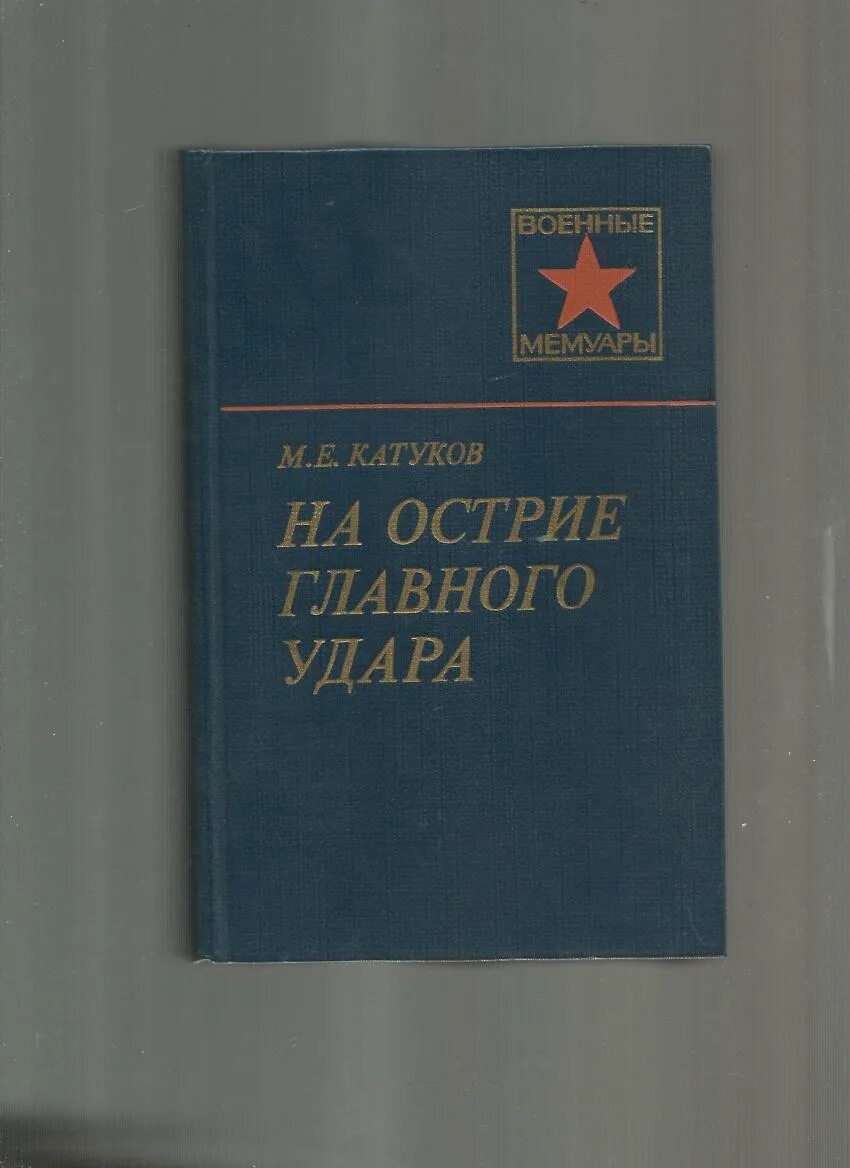 ВОЕННЫЕ
МЕМУАРЫ
М.Е. КАТУКОВ
НА ОСТРИЕ
ГЛАВНОГО
УДАРА